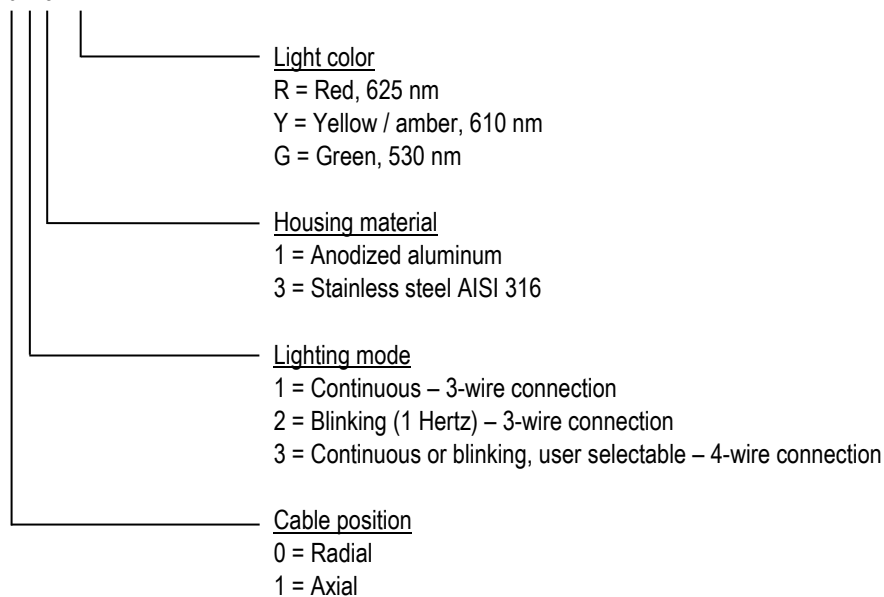 Light color
R = Red, 625 nm
Y = Yellow / amber, 610 nm
G = Green, 530 nm
Housing material
1 = Anodized aluminum
3 = Stainless steel AISI 316
Lighting mode
1 = Continuous – 3-wire connection
2 = Blinking (1 Hertz) – 3-wire connection
3 = Continuous or blinking, user selectable – 4-wire connection
Cable position
0 = Radial
1 = Axial